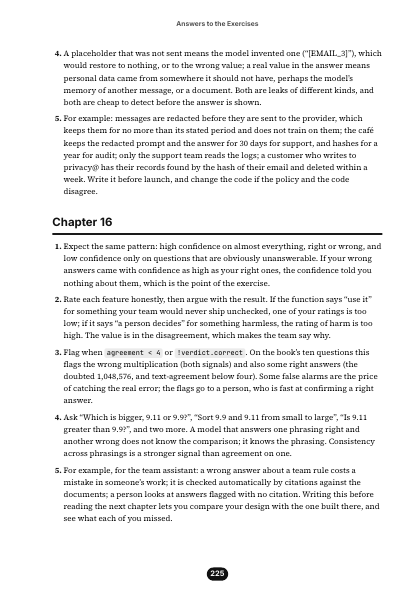 Answers to the Exercises
4. A placeholder that was not sent means the model invented one (“[EMAIL_3]”), which
would restore to nothing, or to the wrong value; a real value in the answer means
personal data came from somewhere it should not have, perhaps the model’s
memory of another message, or a document. Both are leaks of different kinds, and
both are cheap to detect before the answer is shown.
5. For example: messages are redacted before they are sent to the provider, which
keeps them for no more than its stated period and does not train on them; the café
keeps the redacted prompt and the answer for 30 days for support, and hashes for a
year for audit; only the support team reads the logs; a customer who writes to
privacy@ has their records found by the hash of their email and deleted within a
week. Write it before launch, and change the code if the policy and the code
disagree.
Chapter 16
1. Expect the same pattern: high confidence on almost everything, right or wrong, and
low confidence only on questions that are obviously unanswerable. If your wrong
answers came with confidence as high as your right ones, the confidence told you
nothing about them, which is the point of the exercise.
2. Rate each feature honestly, then argue with the result. If the function says “use it”
for something your team would never ship unchecked, one of your ratings is too
low; if it says “a person decides” for something harmless, the rating of harm is too
high. The value is in the disagreement, which makes the team say why.
3. Flag when agreement < 4 or !verdict.correct. On the book’s ten questions this
flags the wrong multiplication (both signals) and also some right answers (the
doubted 1,048,576, and text-agreement below four). Some false alarms are the price
of catching the real error; the flags go to a person, who is fast at confirming a right
answer.
4. Ask “Which is bigger, 9.11 or 9.9?”, “Sort 9.9 and 9.11 from small to large”, “Is 9.11
greater than 9.9?”, and two more. A model that answers one phrasing right and
another wrong does not know the comparison; it knows the phrasing. Consistency
across phrasings is a stronger signal than agreement on one.
5. For example, for the team assistant: a wrong answer about a team rule costs a
mistake in someone’s work; it is checked automatically by citations against the
documents; a person looks at answers flagged with no citation. Writing this before
reading the next chapter lets you compare your design with the one built there, and
see what each of you missed.
225